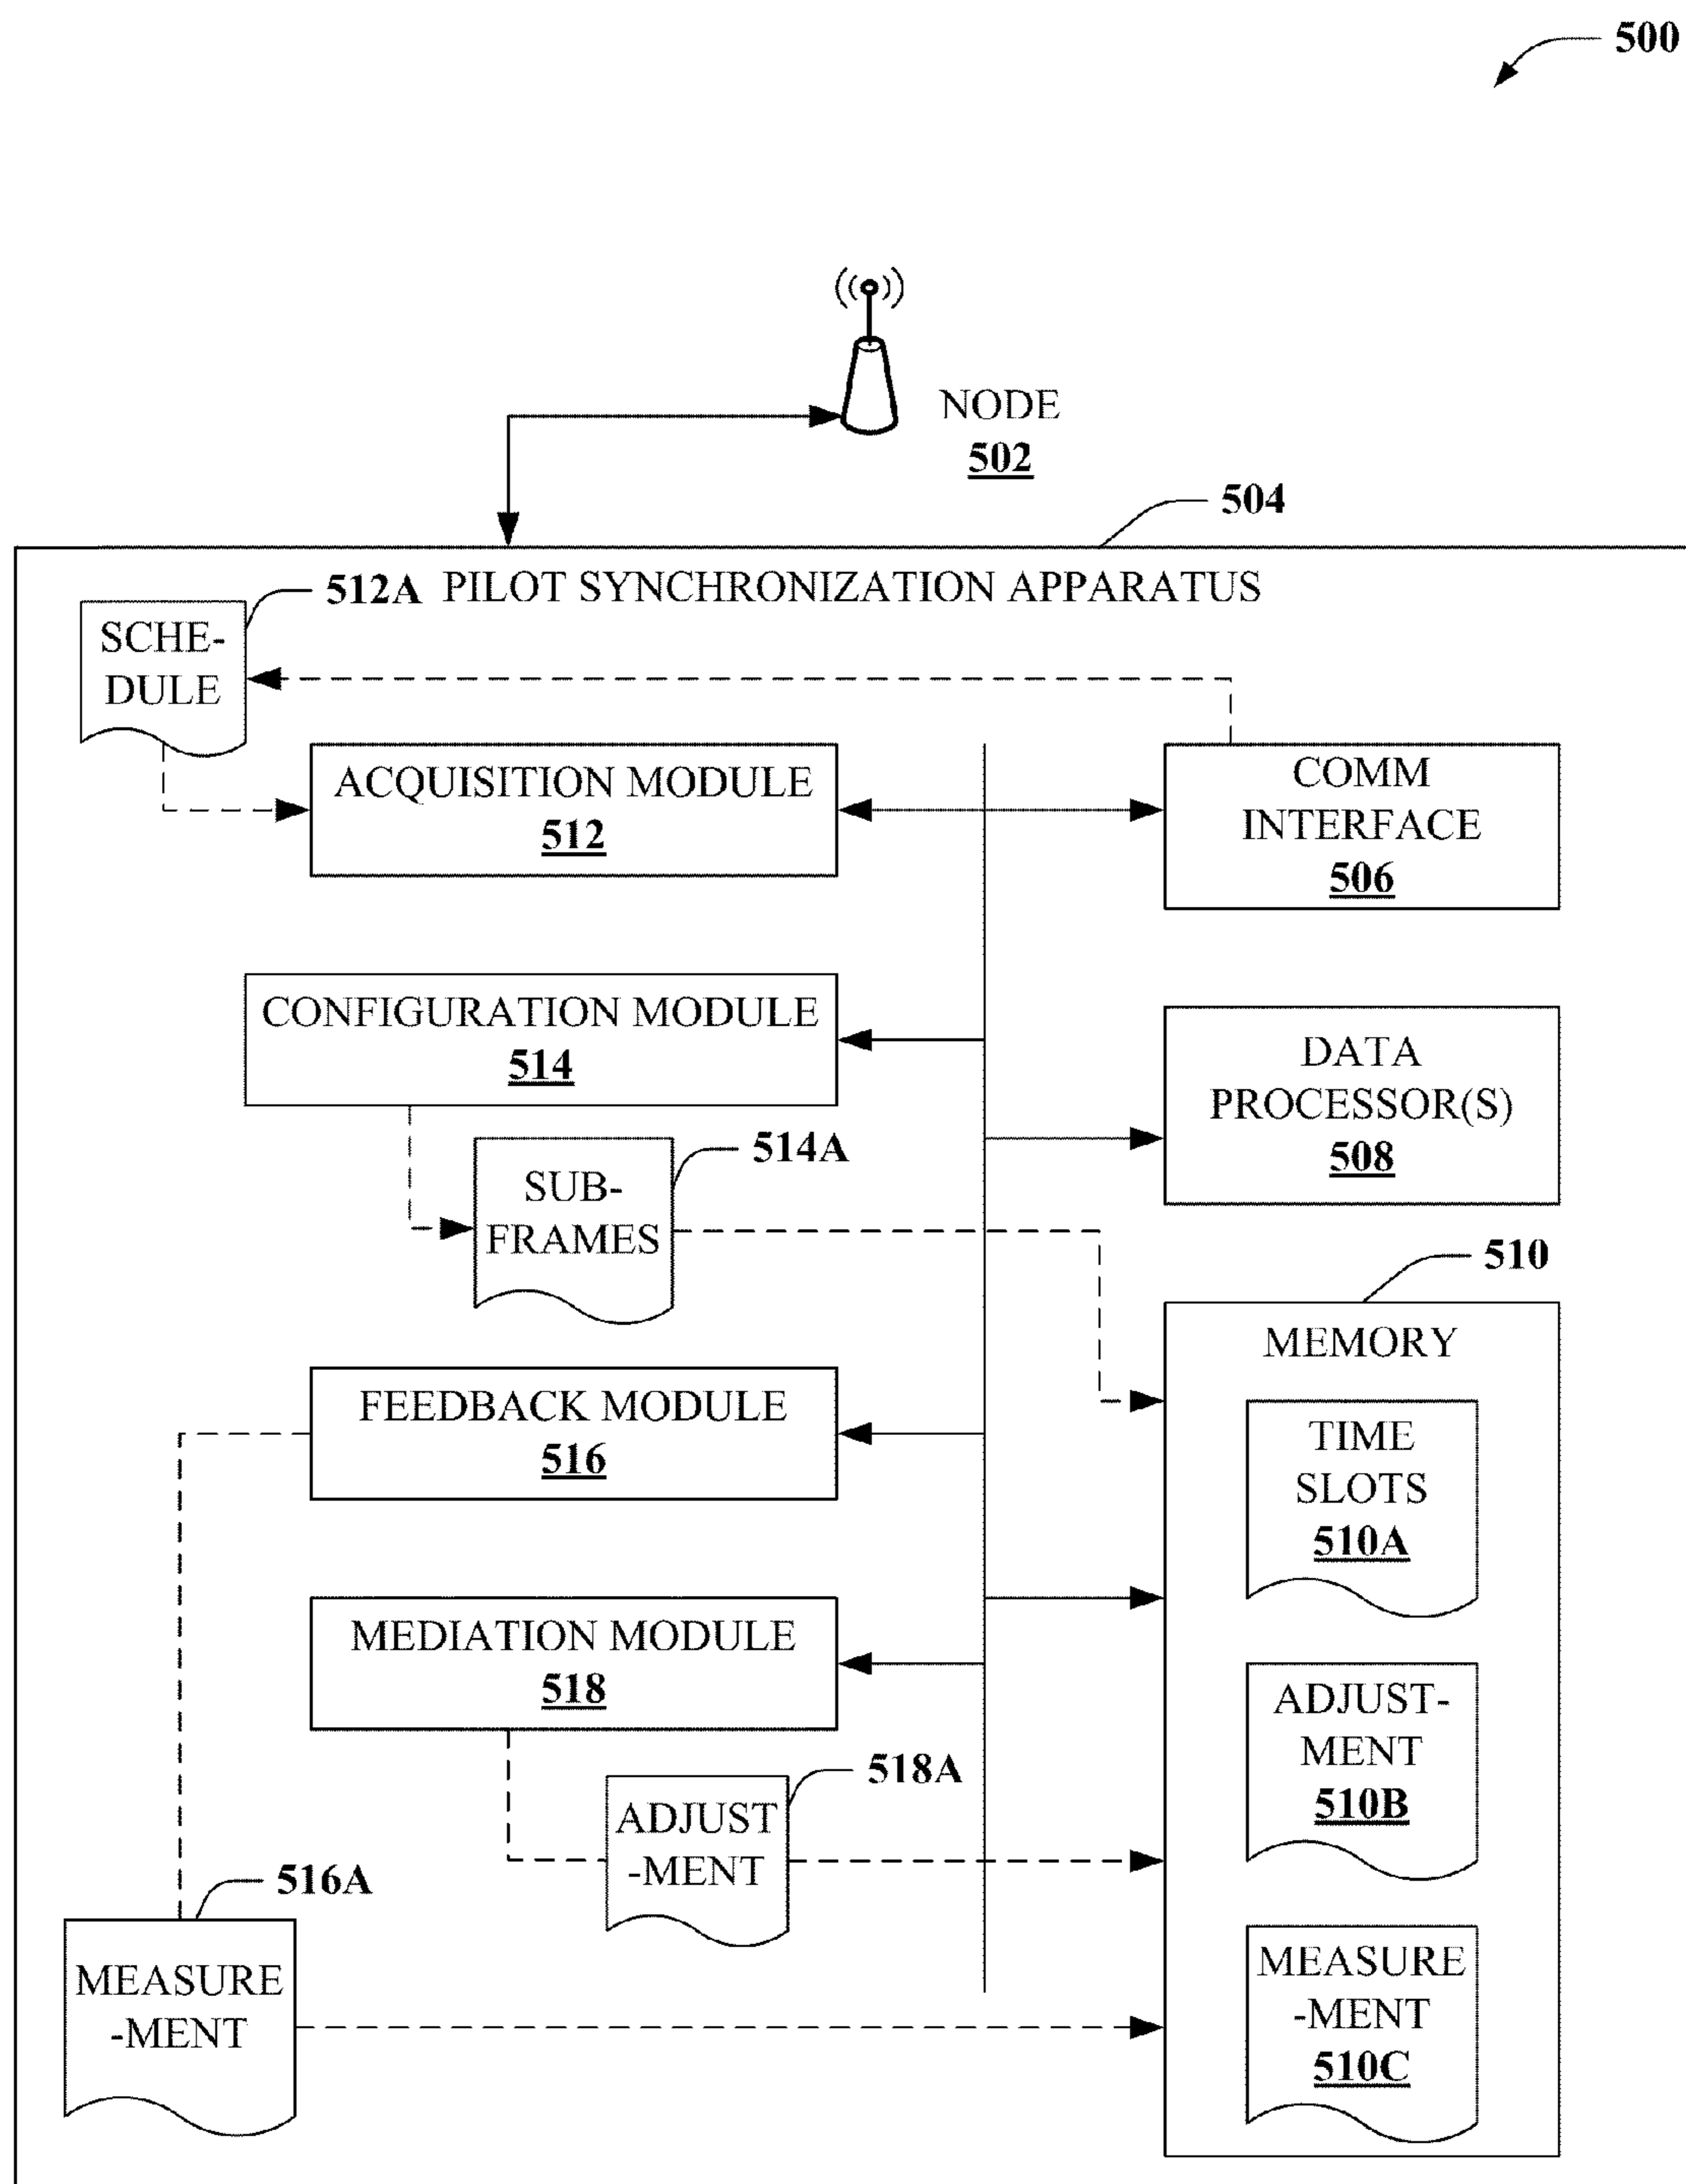 500
NODE
502
504
512A PILOT SYNCHRONIZATION APPARATUS
SCHE-
DULE
ACQUISITION MODULE
512
COMM
INTERFACE
506
CONFIGURATION MODULE
514
DATA
PROCESSOR(S)
508
514A
SUB-
FRAMES
510
MEMORY
TIME
SLOTS
510A
FEEDBACK MODULE
516
MEDIATION MODULE
518
ADJUST-
MENT
510B
518A
ADJUST
-MENT
516A
MEASURE
-MENT
MEASURE
-MENT
510C